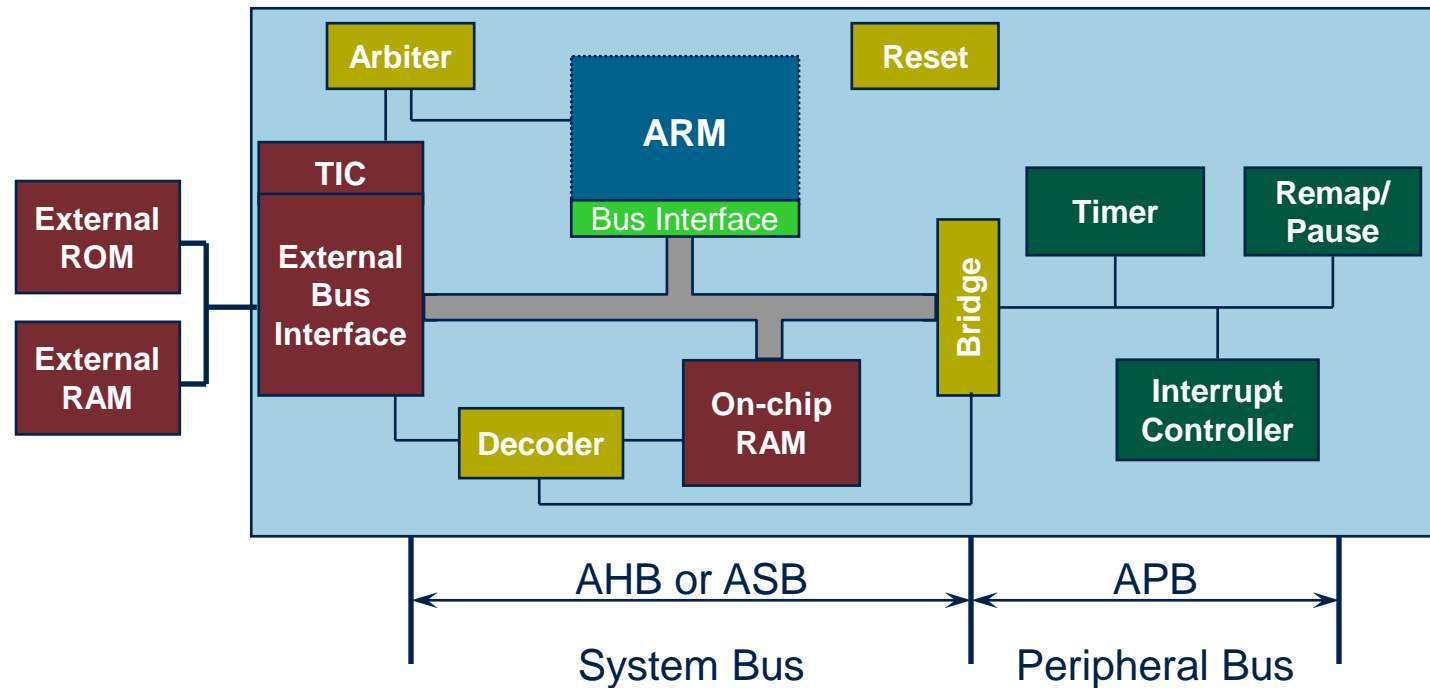 Arbiter
Reset
ARM
TIC
Bus Interface
External
ROM
External
RAM
External
Bus
Interface
Timer
Remap/
Pause
Bridge
On-chip
RAM
Decoder
Interrupt
Controller
AHB or ASB
APB
System Bus
Peripheral Bus